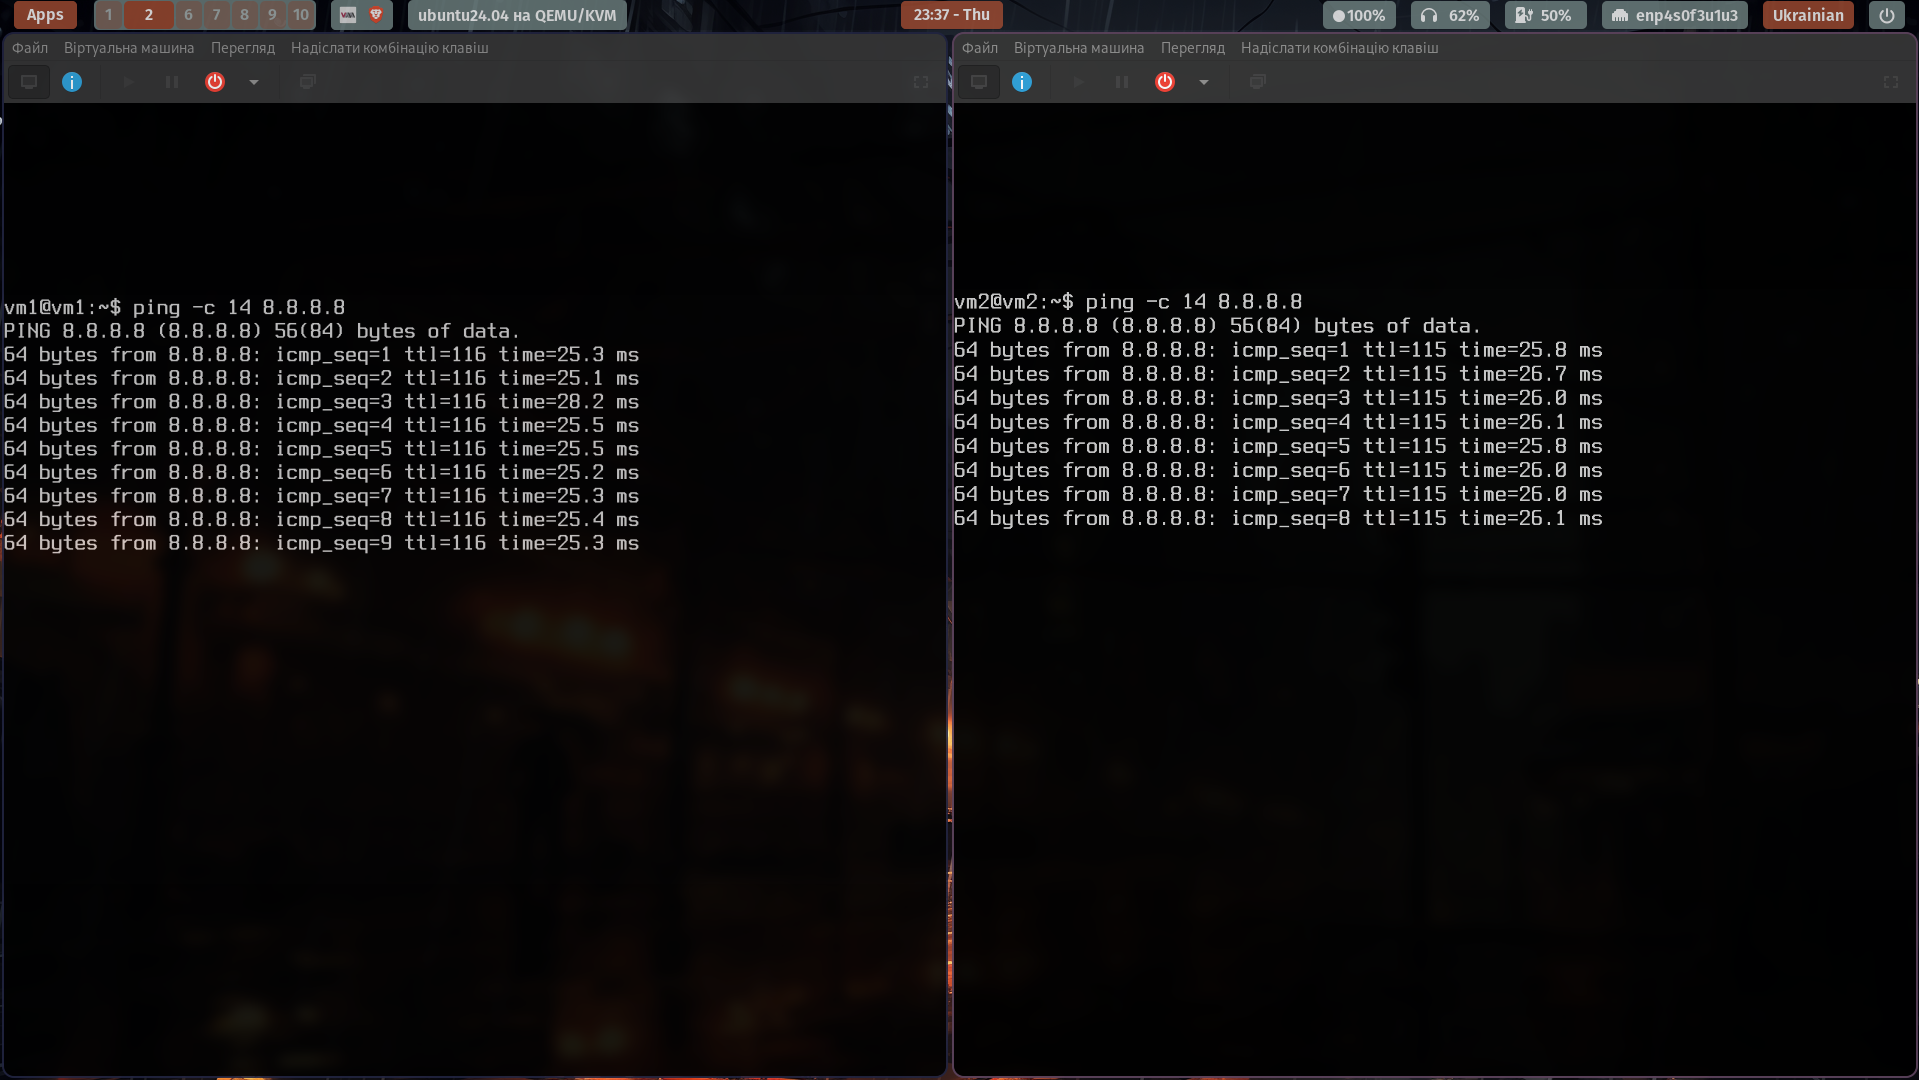 Apps 1 2 6 7 8 9 10 ubuntu24.04 на QEMU/KVM 23:37 - Thu 100% 62% 50% enp4s0f3u1u3 Ukrainian
Файл Віртуальна машина Перегляд Надіслати комбінацію клавіш
vm1@vm1:~$ ping -c 14 8.8.8.8
PING 8.8.8.8 (8.8.8.8) 56(84) bytes of data.
64 bytes from 8.8.8.8: icmp_seq=1 ttl=116 time=25.3 ms
64 bytes from 8.8.8.8: icmp_seq=2 ttl=116 time=25.1 ms
64 bytes from 8.8.8.8: icmp_seq=3 ttl=116 time=28.2 ms
64 bytes from 8.8.8.8: icmp_seq=4 ttl=116 time=25.5 ms
64 bytes from 8.8.8.8: icmp_seq=5 ttl=116 time=25.5 ms
64 bytes from 8.8.8.8: icmp_seq=6 ttl=116 time=25.2 ms
64 bytes from 8.8.8.8: icmp_seq=7 ttl=116 time=25.3 ms
64 bytes from 8.8.8.8: icmp_seq=8 ttl=116 time=25.4 ms
64 bytes from 8.8.8.8: icmp_seq=9 ttl=116 time=25.3 ms
Файл Віртуальна машина Перегляд Надіслати комбінацію клавіш
vm2@vm2:~$ ping -c 14 8.8.8.8
PING 8.8.8.8 (8.8.8.8) 56(84) bytes of data.
64 bytes from 8.8.8.8: icmp_seq=1 ttl=115 time=25.8 ms
64 bytes from 8.8.8.8: icmp_seq=2 ttl=115 time=26.7 ms
64 bytes from 8.8.8.8: icmp_seq=3 ttl=115 time=26.0 ms
64 bytes from 8.8.8.8: icmp_seq=4 ttl=115 time=26.1 ms
64 bytes from 8.8.8.8: icmp_seq=5 ttl=115 time=25.8 ms
64 bytes from 8.8.8.8: icmp_seq=6 ttl=115 time=26.0 ms
64 bytes from 8.8.8.8: icmp_seq=7 ttl=115 time=26.0 ms
64 bytes from 8.8.8.8: icmp_seq=8 ttl=115 time=26.1 ms